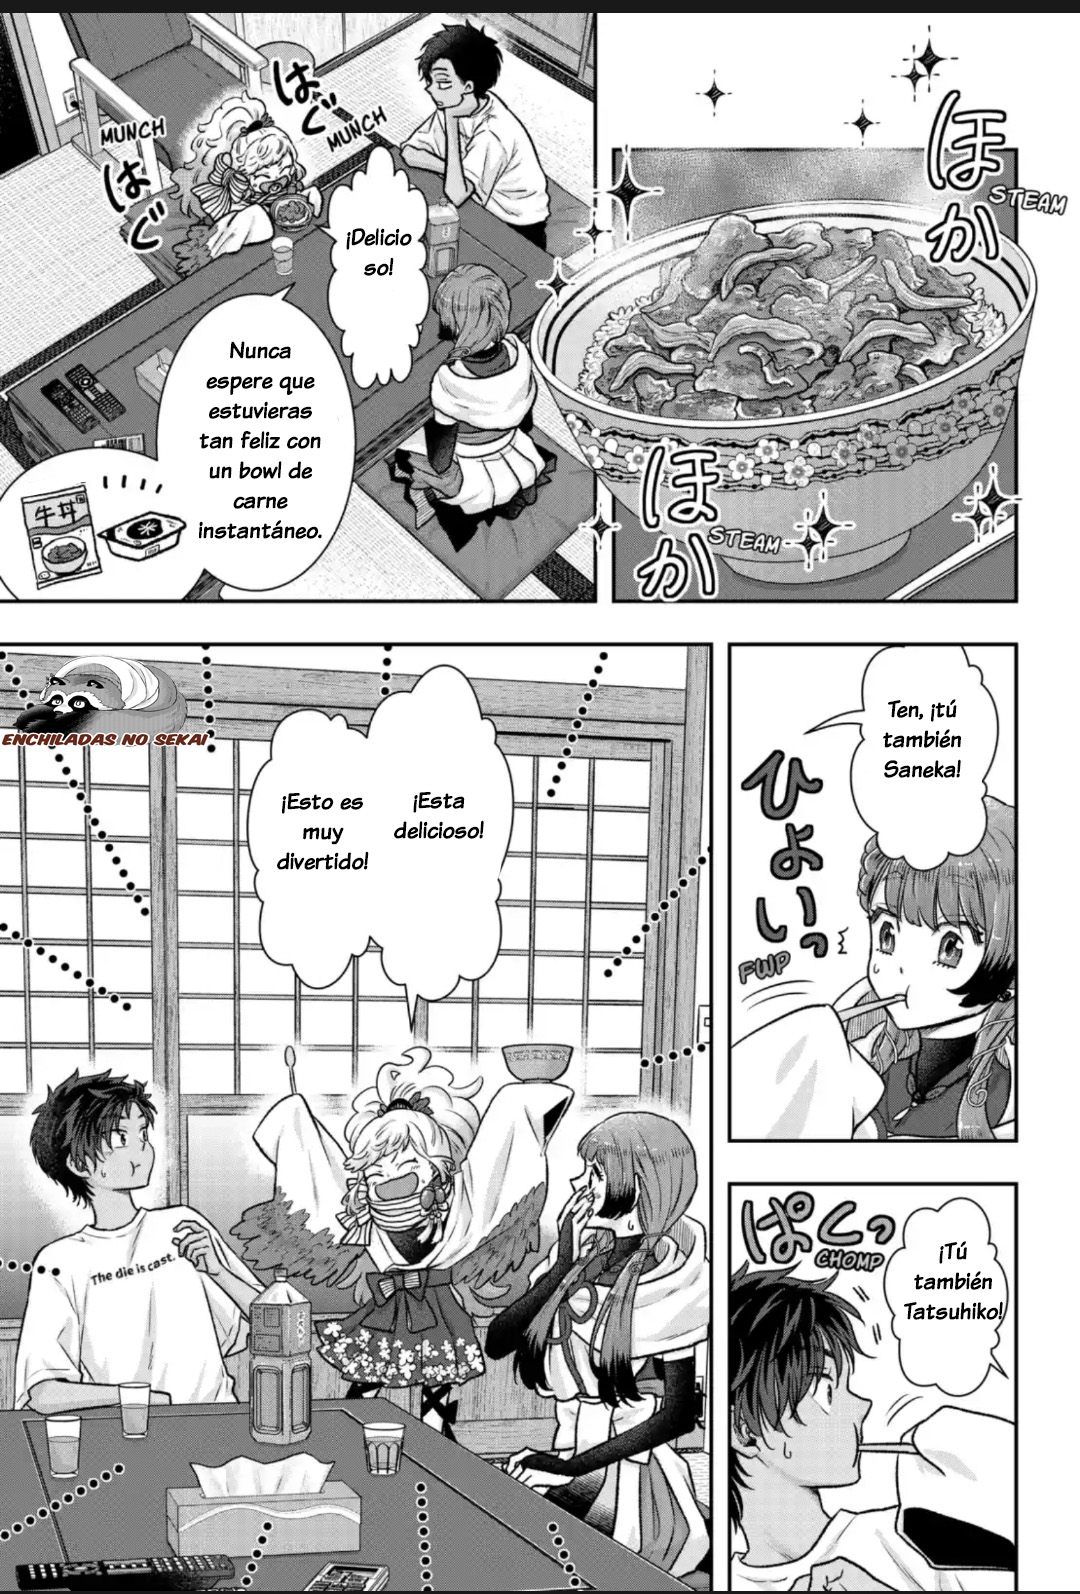 ほか
STEAM
ほか
STEAM
はぐ
MUNCH
はぐ
MUNCH
¡Delicio
so!
Nunca
espere que
estuvieras
tan feliz con
un bowl de
carne
instantáneo.
牛丼
Ten, ¡tú
también
Saneka!
ひょいっ
FWP
¡Tú
también
Tatsuhiko!
ぱくっ
CHOMP
¡Esta
delicioso!
¡Esto es
muy
divertido!
ENCHILADAS NO SEKAI
The die is cast.